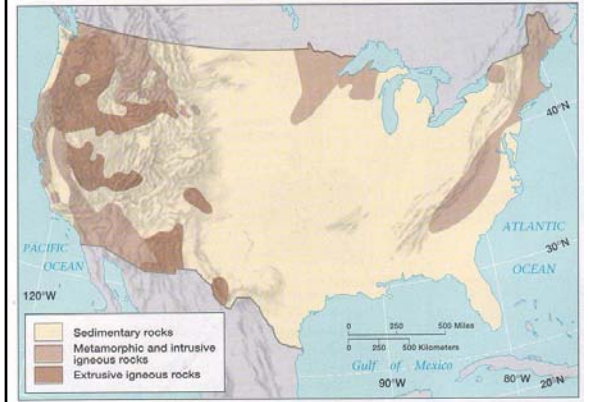 40°N
ATLANTIC
PACIFIC
30°N
OCEAN
OCEAN
120°W
Sedimentary rocks
Metamorphic and intrusive
igneous rocks
Extrusive igneous rocks
0 250 500 Miles
0 250 500 Kilometers
Gulf of Mexico
90°W
80°W
20°N